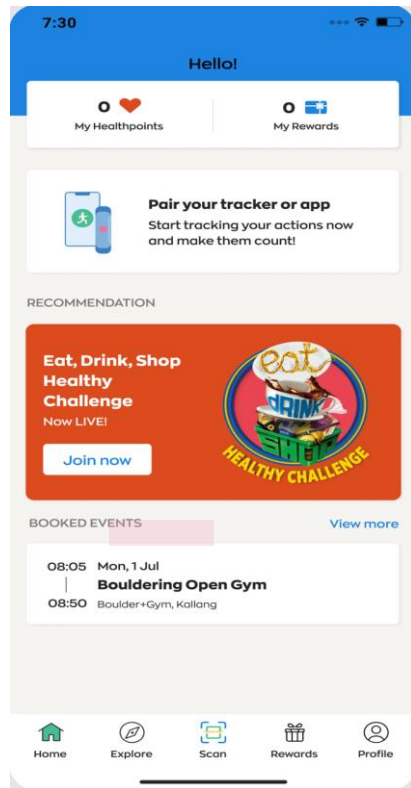 7:30
Hello!
0
My Healthpoints
0
My Rewards
Pair your tracker or app
Start tracking your actions now
and make them count!
RECOMMENDATION
Eat, Drink, Shop
Healthy
Challenge
Now LIVE!
Join now
eat
DRINK
SHOP
HEALTHY CHALLENGE
BOOKED EVENTS
View more
08:05
Mon, 1 Jul
Bouldering Open Gym
08:50
Boulder+Gym, Kallang
Home
Explore
Scan
Rewards
Profile